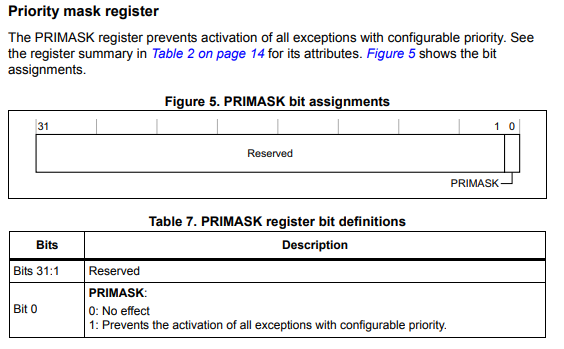 Priority mask register
The PRIMASK register prevents activation of all exceptions with configurable priority. See
the register summary in Table 2 on page 14 for its attributes. Figure 5 shows the bit
assignments.
Figure 5. PRIMASK bit assignments
31 1 0
Reserved
PRIMASK
Table 7. PRIMASK register bit definitions
Bits Description
Bits 31:1 Reserved
Bit 0 PRIMASK:
0: No effect
1: Prevents the activation of all exceptions with configurable priority.